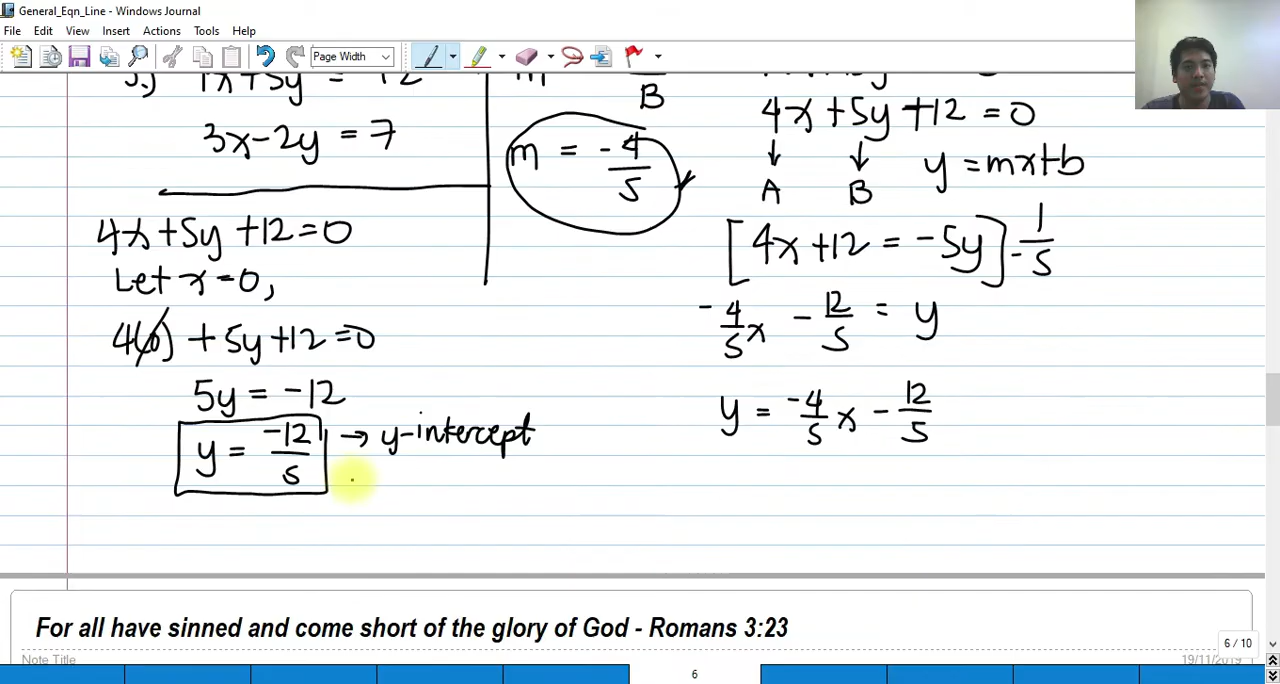 General_Eqn_Line - Windows Journal
File Edit View Insert Actions Tools Help
Page Width
3x-2y = 7
4x+5y+12=0
Let x=0,
4(0) + 5y+12=0
5y = -12
y = -12/5 → y-intercept
B
m = -4/5
4x+5y+12=0
A B y=mx+b
[4x+12 = -5y] -1/5
-4/5x - 12/5 = y
y = -4/5x - 12/5
For all have sinned and come short of the glory of God - Romans 3:23
6 / 10
Note Title
19/11/2019
6